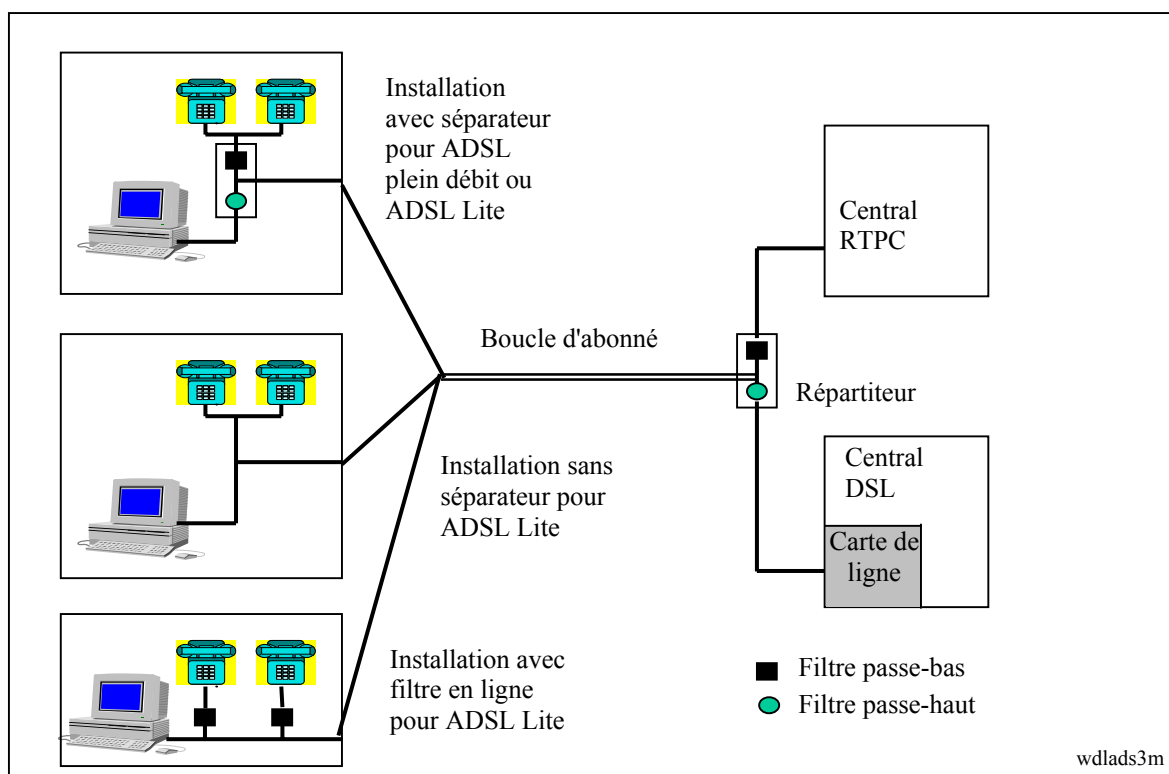 Installation
avec séparateur
pour ADSL
plein débit ou
ADSL Lite
Central
RTPC
Boucle d'abonné
Répartiteur
Installation sans
séparateur pour
ADSL Lite
Central
DSL
Carte de
ligne
Installation avec
filtre en ligne
pour ADSL Lite
Filtre passe-bas
Filtre passe-haut
wdlads3m